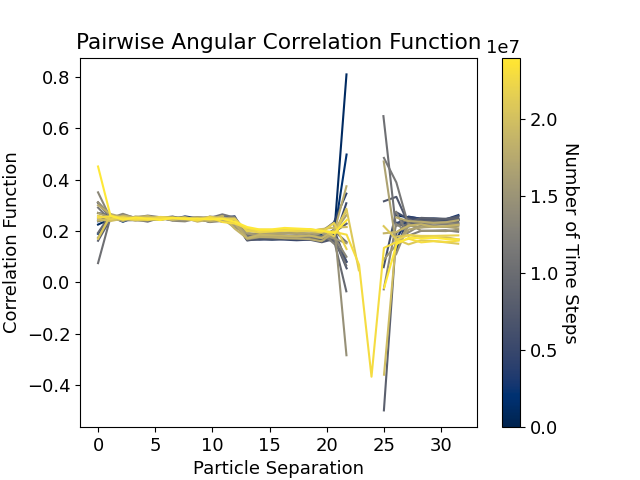 Pairwise Angular Correlation Function
1e7
Correlation Function
0.8
0.6
0.4
0.2
0.0
−0.2
−0.4
0 5 10 15 20 25 30
Particle Separation
2.0
1.5
1.0
0.5
0.0
Number of Time Steps